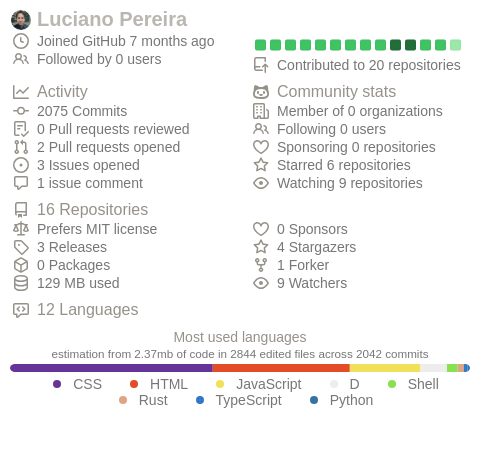 Luciano Pereira
Joined GitHub 7 months ago
Followed by 0 users
Contributed to 20 repositories
Activity
2075 Commits
0 Pull requests reviewed
2 Pull requests opened
3 Issues opened
1 issue comment
Community stats
Member of 0 organizations
Following 0 users
Sponsoring 0 repositories
Starred 6 repositories
Watching 9 repositories
16 Repositories
Prefers MIT license
3 Releases
0 Packages
129 MB used
0 Sponsors
4 Stargazers
1 Forker
9 Watchers
12 Languages
Most used languages
estimation from 2.37mb of code in 2844 edited files across 2042 commits
CSS HTML JavaScript D Shell
Rust TypeScript Python